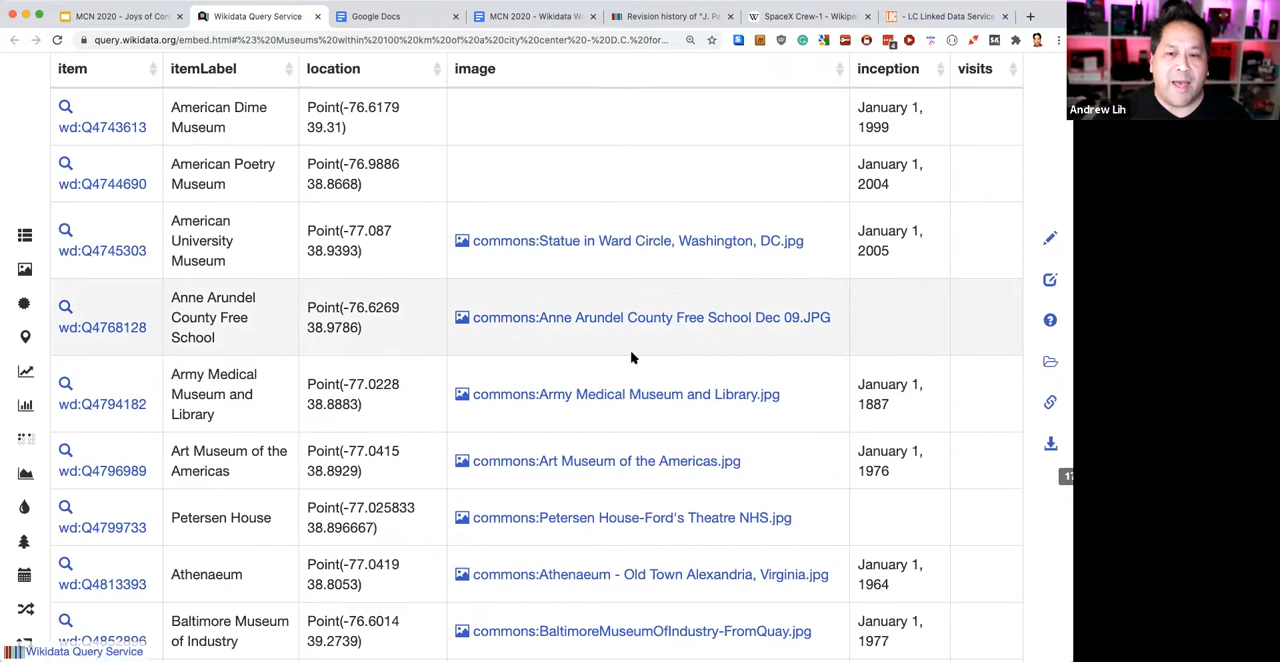 MCN 2020 - Joys of Con
Wikidata Query Service
Google Docs
MCN 2020 - Wikidata W
Revision history of "J. Pa
SpaceX Crew-1 - Wikipe
- LC Linked Data Service
query.wikidata.org/embed.html#%23%20Museums%20within%20100%20km%20of%20a%20city%20center%20-%20D.C.%20for...
item itemLabel location image inception visits
wd:Q4743613
American Dime
Museum
Point(-76.6179
39.31)
January 1,
1999
wd:Q4744690
American Poetry
Museum
Point(-76.9886
38.8668)
January 1,
2004
wd:Q4745303
American
University
Museum
Point(-77.087
38.9393)
commons:Statue in Ward Circle, Washington, DC.jpg
January 1,
2005
wd:Q4768128
Anne Arundel
County Free
School
Point(-76.6269
38.9786)
commons:Anne Arundel County Free School Dec 09.JPG
wd:Q4794182
Army Medical
Museum and
Library
Point(-77.0228
38.8883)
commons:Army Medical Museum and Library.jpg
January 1,
1887
wd:Q4796989
Art Museum of the
Americas
Point(-77.0415
38.8929)
commons:Art Museum of the Americas.jpg
January 1,
1976
wd:Q4799733
Petersen House
Point(-77.025833
38.896667)
commons:Petersen House-Ford's Theatre NHS.jpg
wd:Q4813393
Athenaeum
Point(-77.0419
38.8053)
commons:Athenaeum - Old Town Alexandria, Virginia.jpg
January 1,
1964
wd:Q4852896
Baltimore Museum
of Industry
Point(-76.6014
39.2739)
commons:BaltimoreMuseumOfIndustry-FromQuay.jpg
January 1,
1977
Wikidata Query Service
Andrew Lih